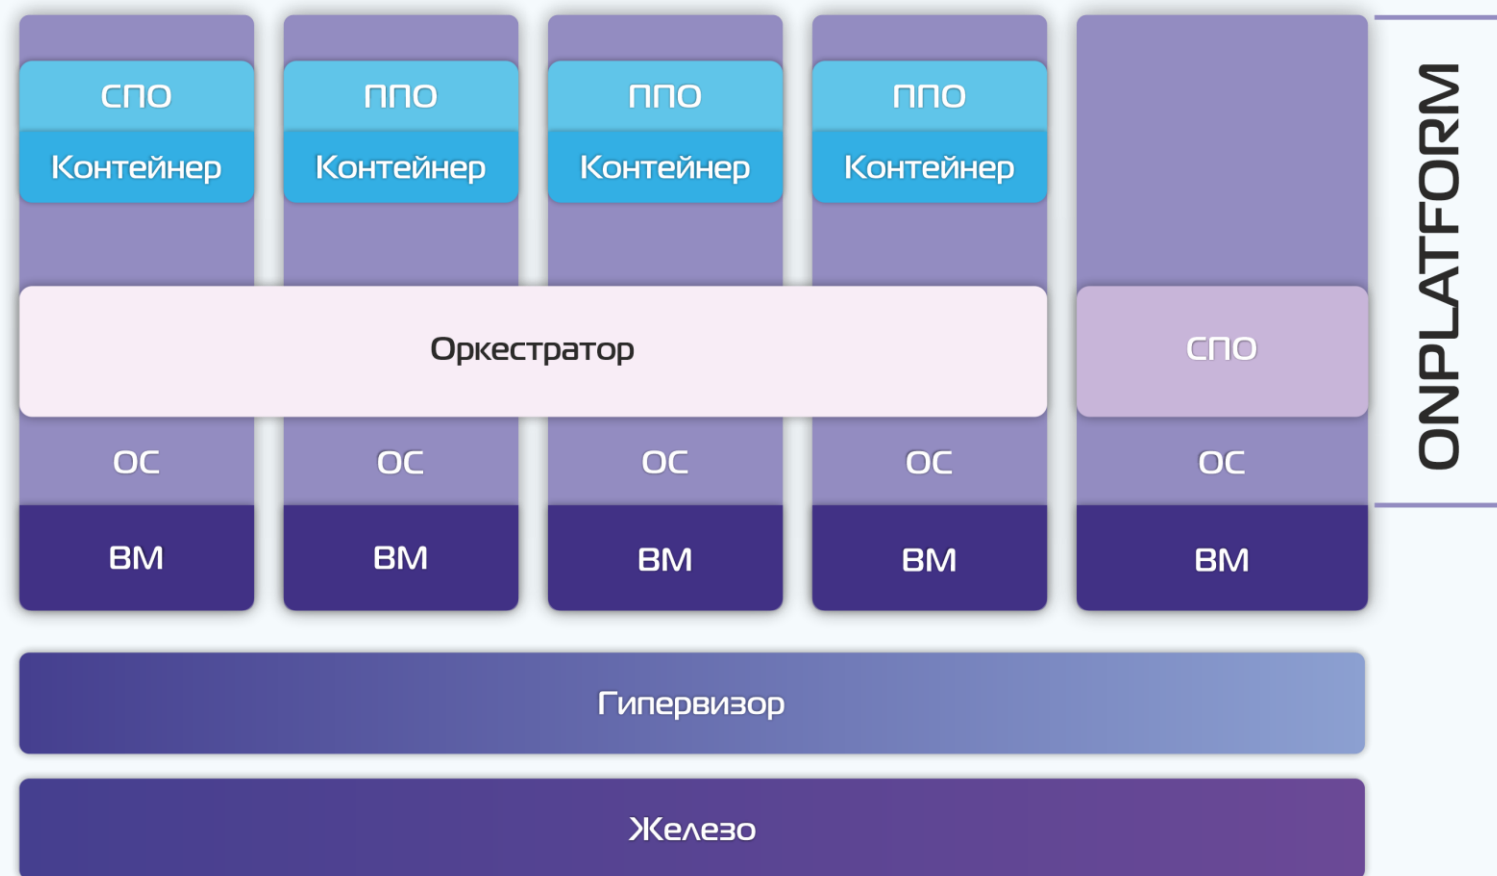 СПО
ППО
ППО
ППО
Контейнер
Контейнер
Контейнер
Контейнер
Оркестратор
СПО
ОС
ОС
ОС
ОС
ОС
ВМ
ВМ
ВМ
ВМ
ВМ
ONPLATFORM
Гипервизор
Железо